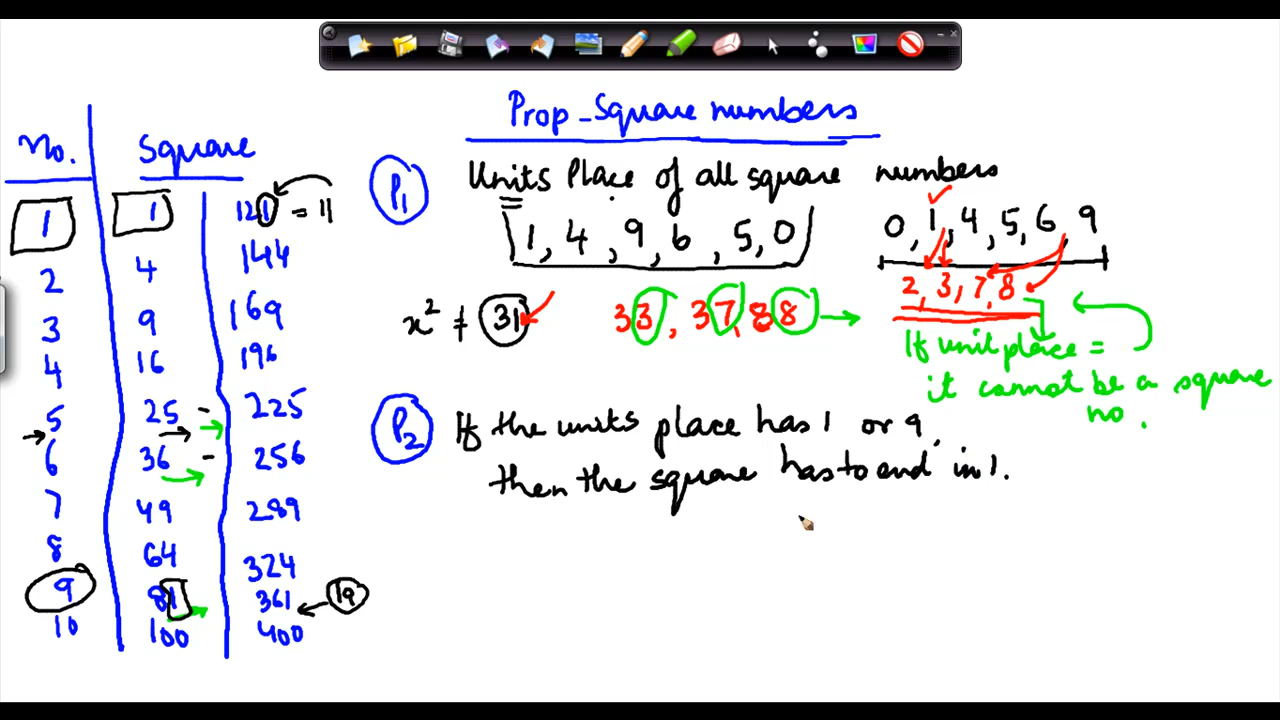 Prop-Square numbers
No. Square
1 1 121 = 11
2 4 144
3 9 169
4 16 196
5 25 - 225
6 36 - 256
7 49 289
8 64 324
9 81 361 19
10 100 400
P1 Units Place of all square numbers
1, 4, 9, 6, 5, 0
0, 1, 4, 5, 6, 9
2, 3, 7, 8
x² ≠ 31 33, 37, 88
If unit place =
it cannot be a square
no.
P2 If the units place has 1 or 9,
then the square has to end in 1.